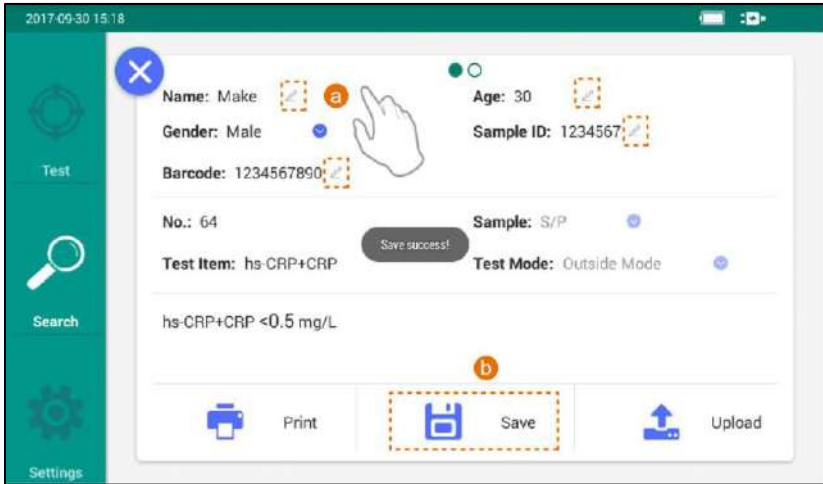 2017-09-30 15:18
Test
Search
Settings
Name: Make
a
Age: 30
Gender: Male
Sample ID: 1234567
Barcode: 1234567890
No.: 64
Sample: S/P
Save success!
Test Item: hs-CRP+CRP
Test Mode: Outside Mode
hs-CRP+CRP <0.5 mg/L
b
Print
Save
Upload